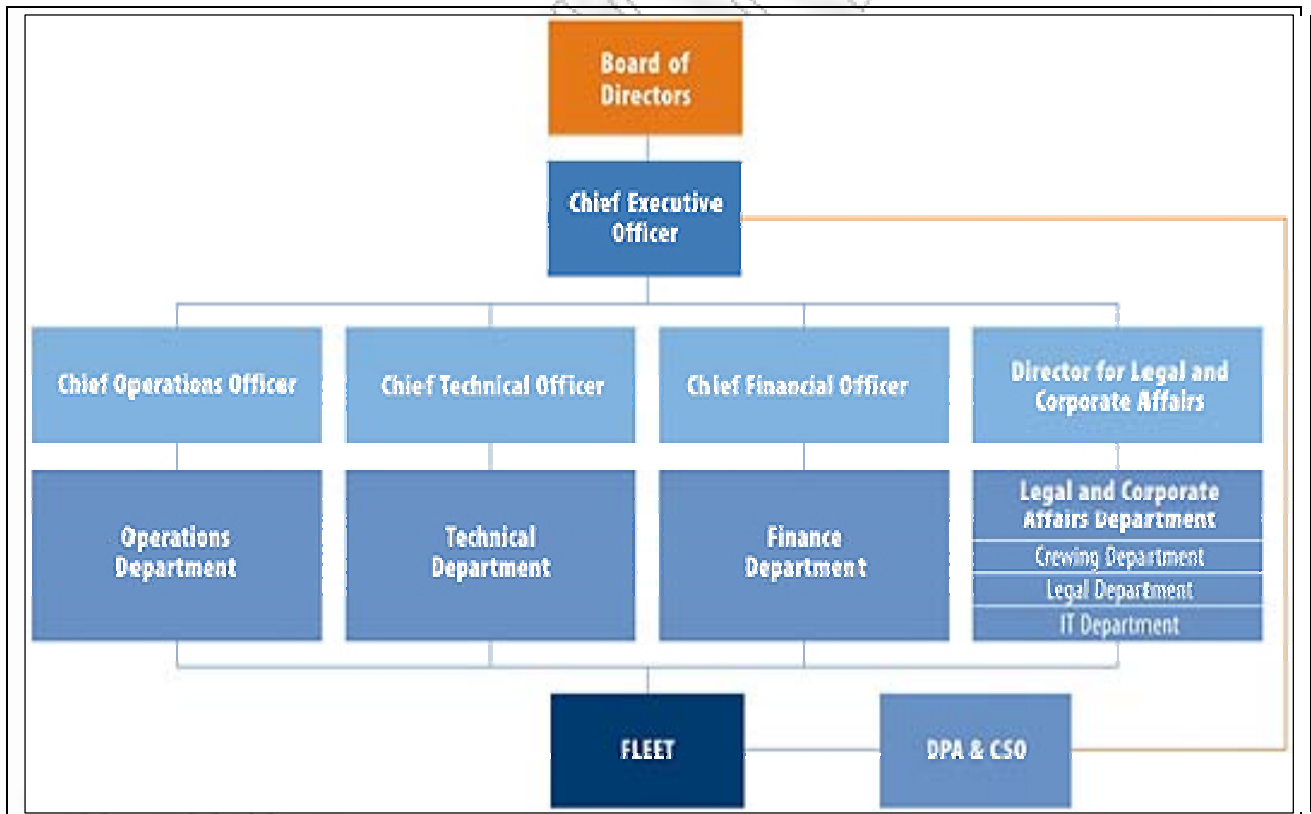 Board of
Directors
Chief Executive
Officer
Chief Operations Officer
Chief Technical Officer
Chief Financial Officer
Director for Legal and
Corporate Affairs
Operations
Department
Technical
Department
Finance
Department
Legal and Corporate
Affairs Department
Crewing Department
Legal Department
IT Department
FLEET
DPA & CSO